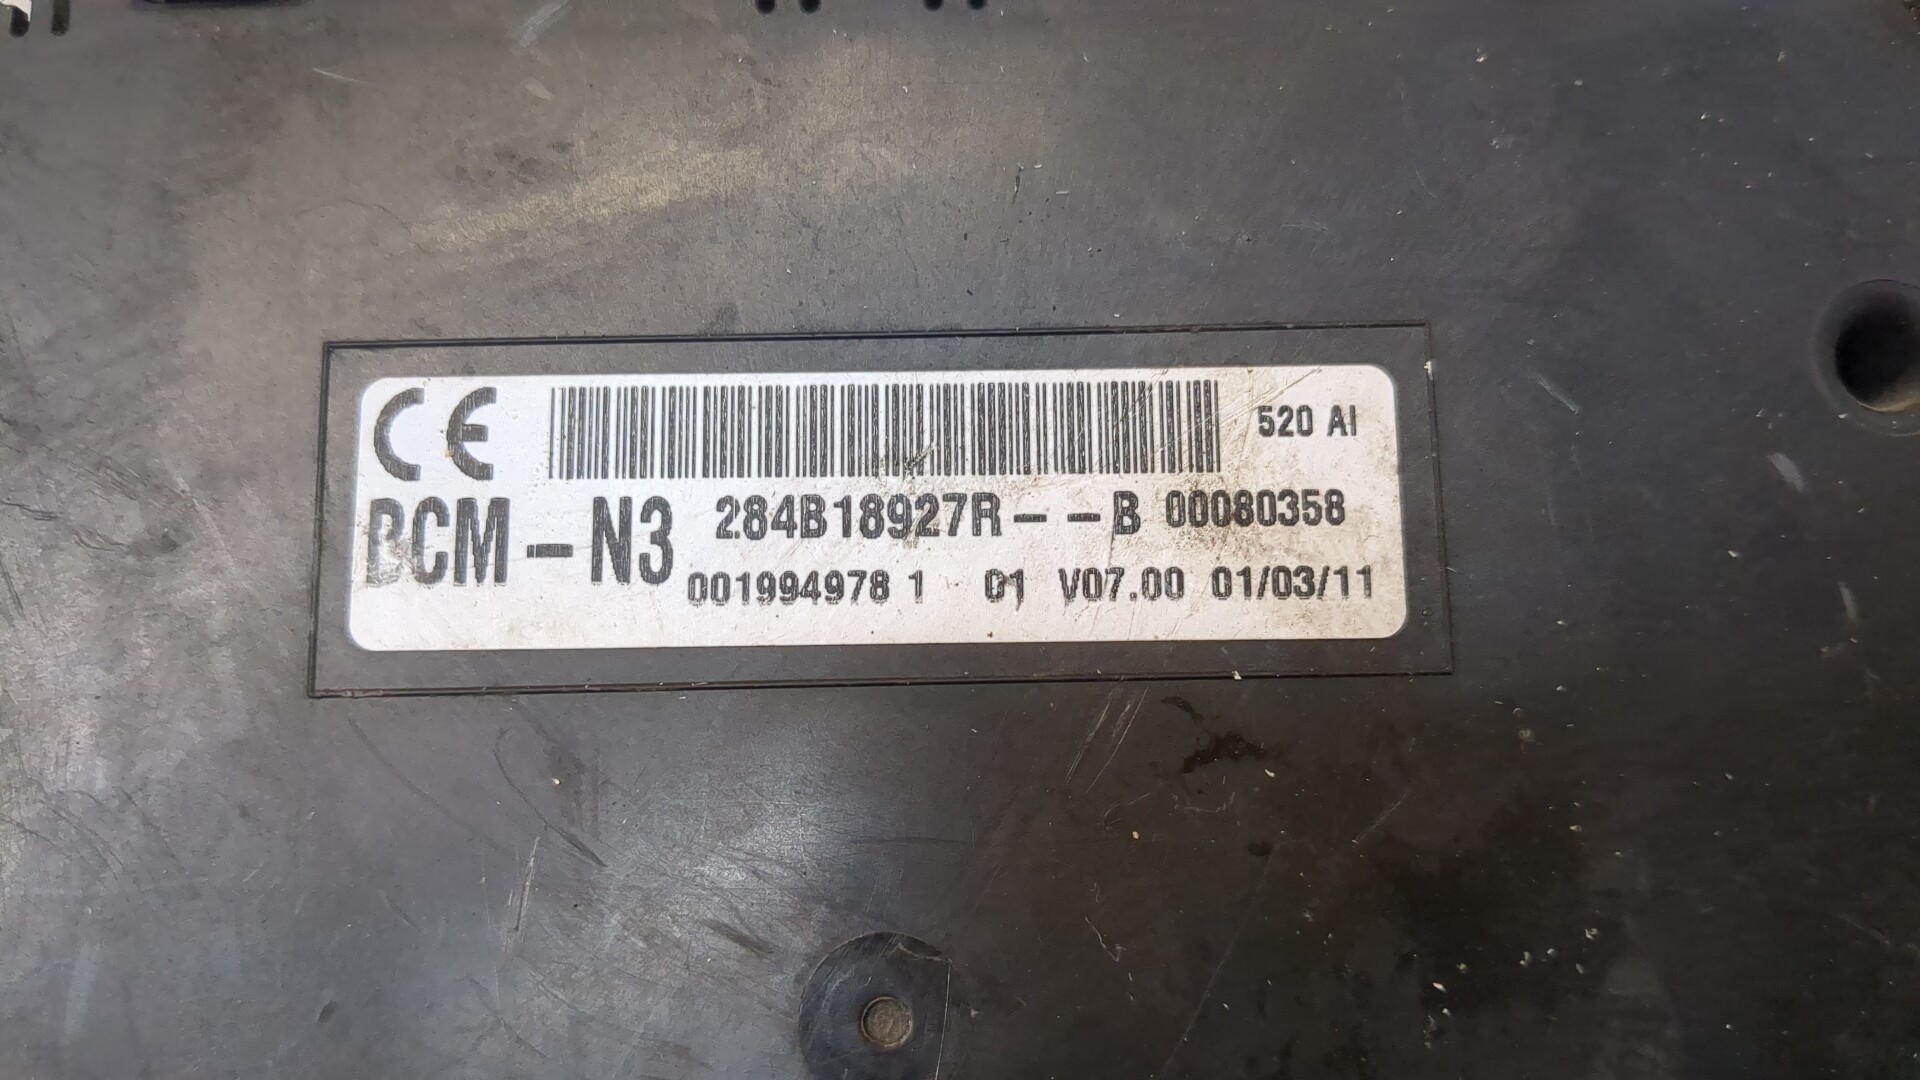 CE 520 AI
BCM-N3 284B18927R--B 00080358
001994978 1 01 V07.00 01/03/11